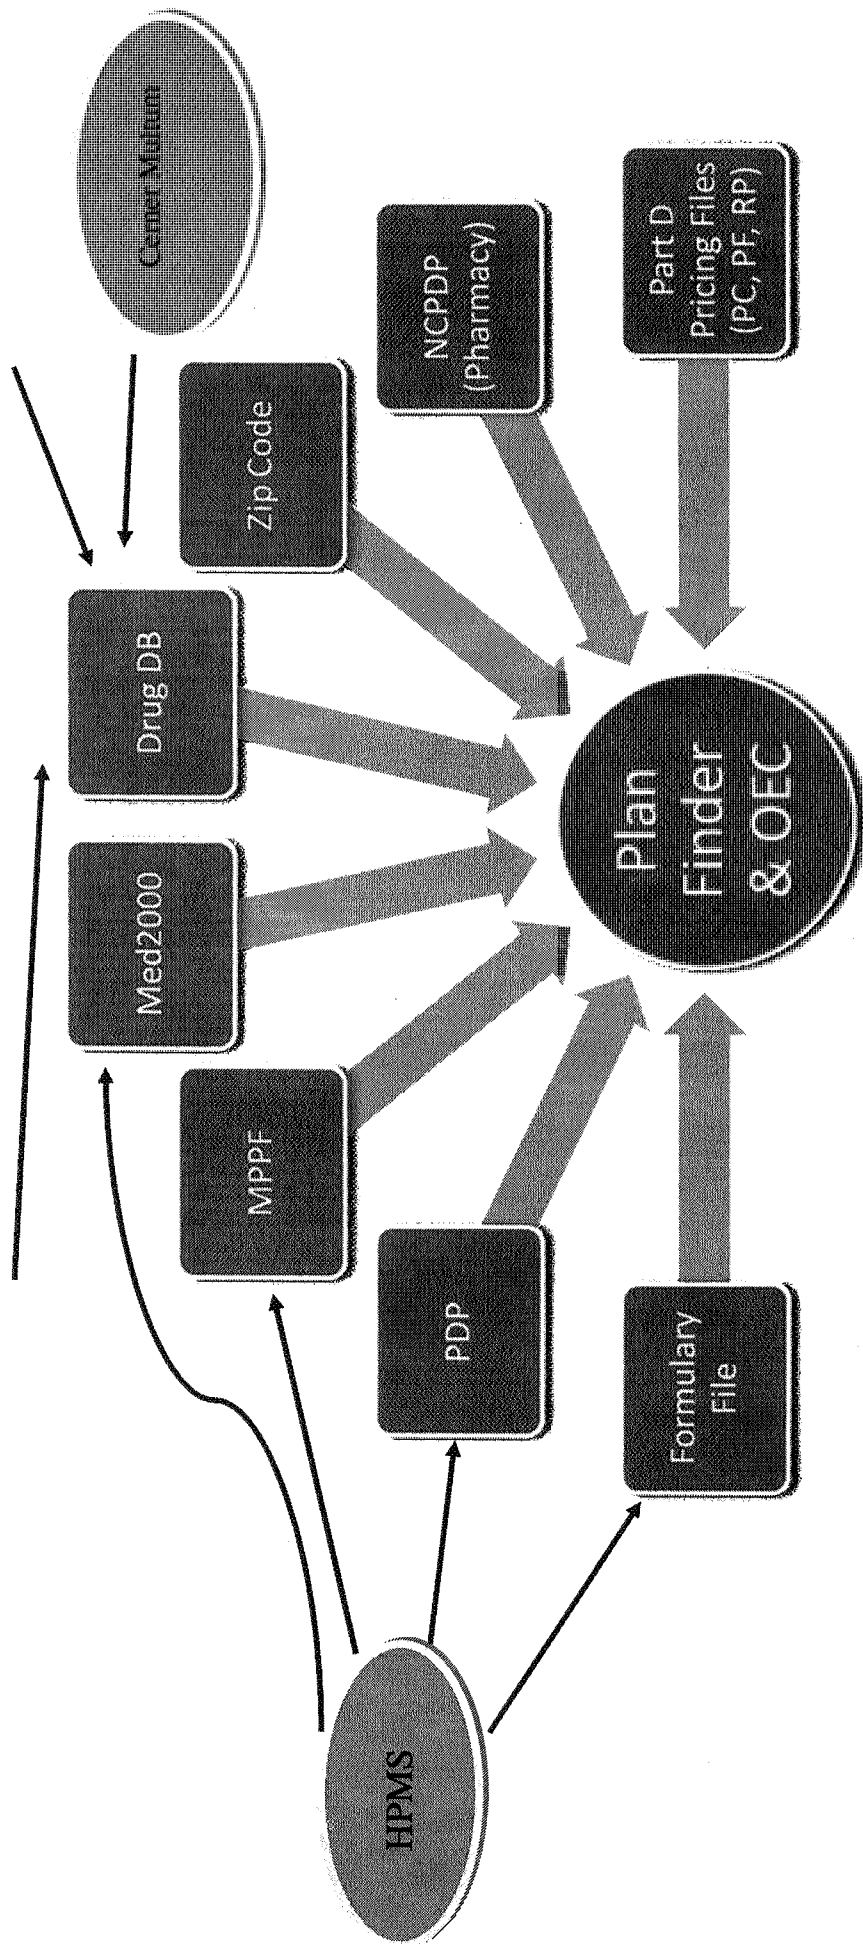 Cerner Multum
Med2000
Drug DB
MPPF
Zip Code
HPMS
PDP
NCPDP
(Pharmacy)
Formulary
File
Plan
Finder
& OEC
Part D
Pricing Files
(PC, PF, RP)